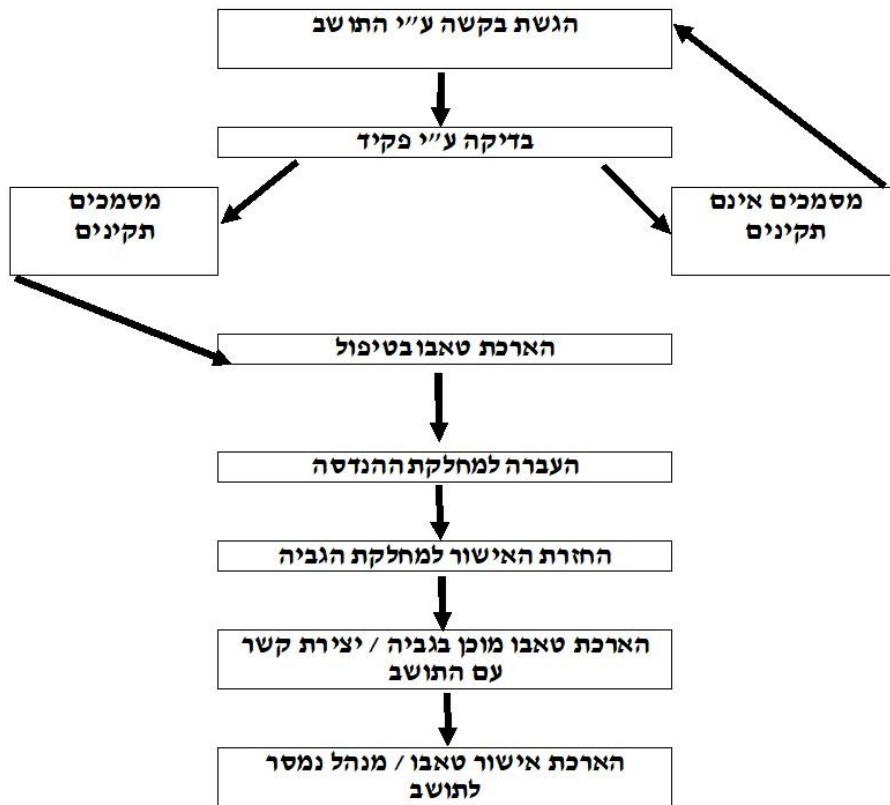 הגשת בקשה ע״י התושב
בדיקה ע״י פקיד
מסמכים אינם
תקינים
מסמכים
תקינים
הארכת טאבו בטיפול
העברה למחלקת ההנדסה
החזרת האישור למחלקת הגביה
הארכת טאבו מוכן בגביה / יצירת קשר
עם התושב
הארכת אישור טאבו / מנהל נמסר
לתושב